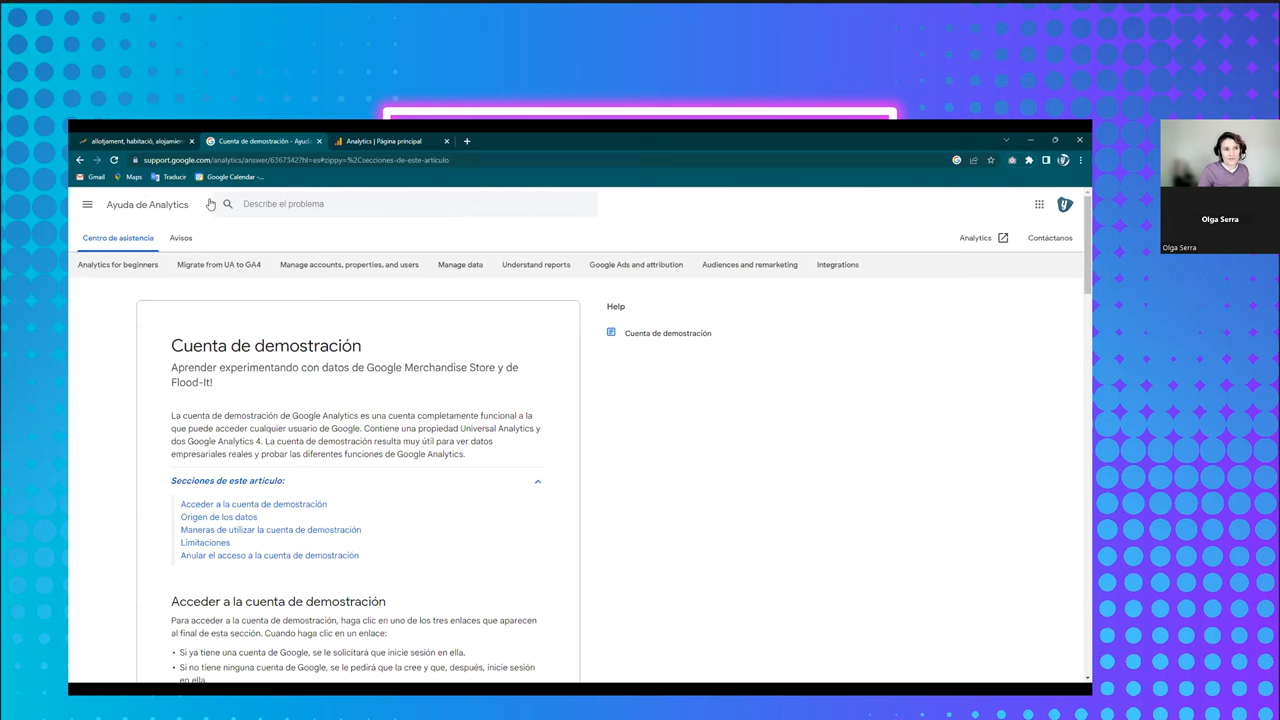 allotjament, habitació, alojamien
Cuenta de demostración - Ayuda
Analytics | Página principal
support.google.com/analytics/answer/6367342?hl=es#zippy=%2Csecciones-de-este-artículo
Gmail
Maps
Traducir
Google Calendar -...
Ayuda de Analytics
Describe el problema
Centro de asistencia
Avisos
Analytics
Contáctanos
Analytics for beginners
Migrate from UA to GA4
Manage accounts, properties, and users
Manage data
Understand reports
Google Ads and attribution
Audiences and remarketing
Integrations
Cuenta de demostración
Aprender experimentando con datos de Google Merchandise Store y de
Flood-It!
La cuenta de demostración de Google Analytics es una cuenta completamente funcional a la
que puede acceder cualquier usuario de Google. Contiene una propiedad Universal Analytics y
dos Google Analytics 4. La cuenta de demostración resulta muy útil para ver datos
empresariales reales y probar las diferentes funciones de Google Analytics.
Secciones de este artículo:
Acceder a la cuenta de demostración
Origen de los datos
Maneras de utilizar la cuenta de demostración
Limitaciones
Anular el acceso a la cuenta de demostración
Acceder a la cuenta de demostración
Para acceder a la cuenta de demostración, haga clic en uno de los tres enlaces que aparecen
al final de esta sección. Cuando haga clic en un enlace:
• Si ya tiene una cuenta de Google, se le solicitará que inicie sesión en ella.
• Si no tiene ninguna cuenta de Google, se le pedirá que la cree y que, después, inicie sesión
en ella.
Help
Cuenta de demostración
Olga Serra
Olga Serra